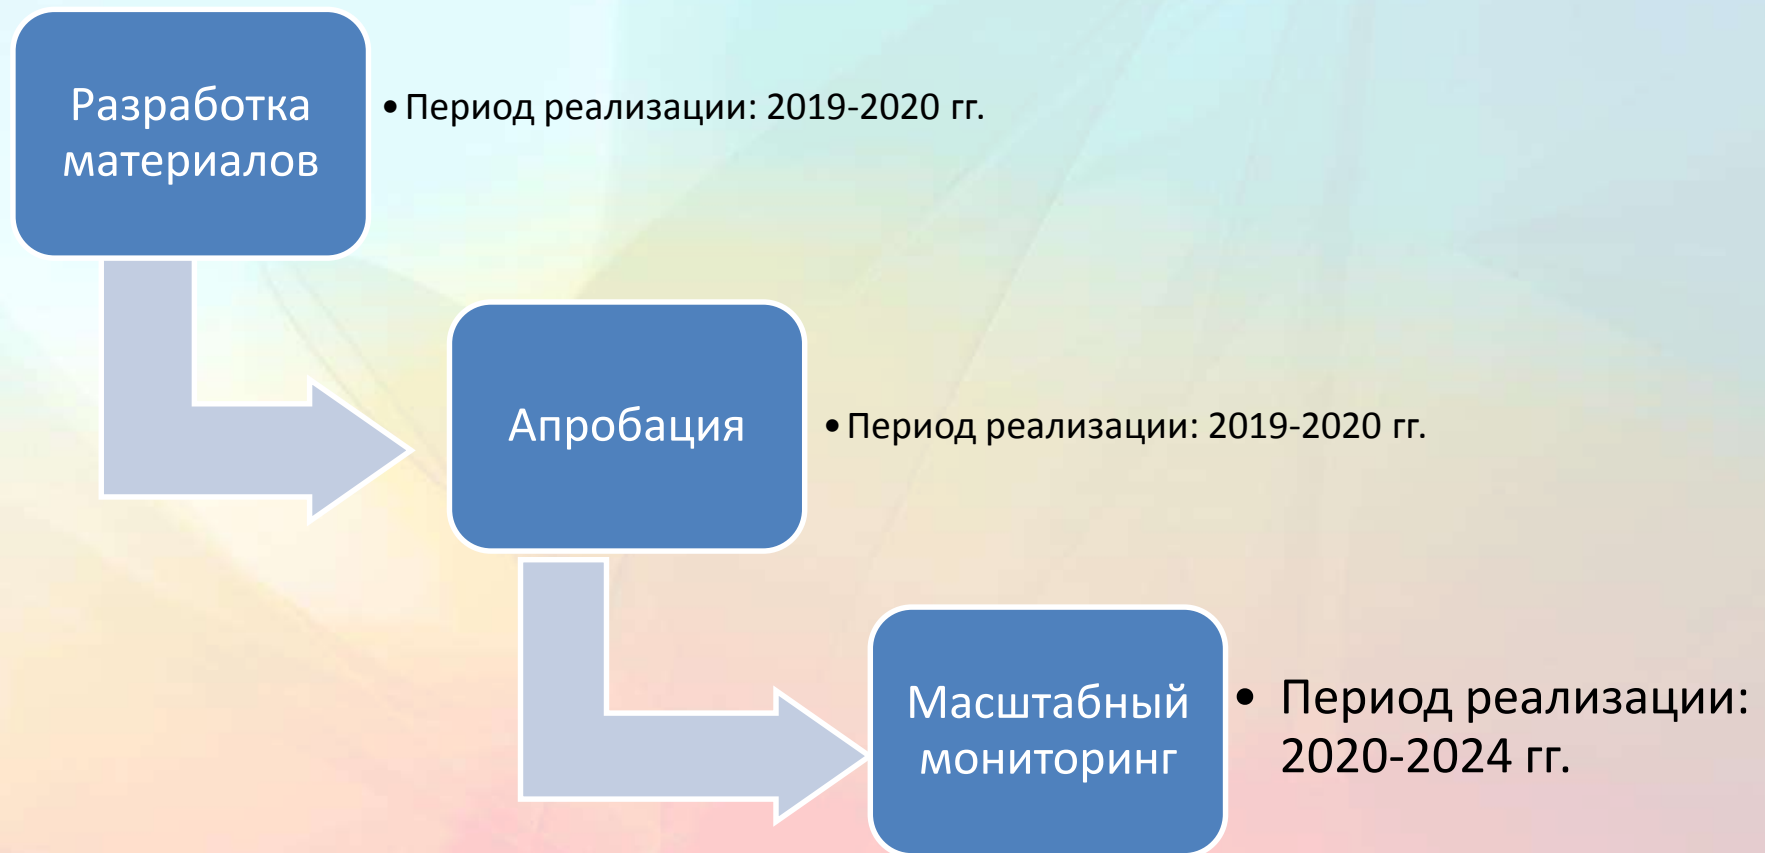 Разработка
материалов
• Период реализации: 2019-2020 гг.
Апробация
• Период реализации: 2019-2020 гг.
Масштабный
мониторинг
• Период реализации:
2020-2024 гг.